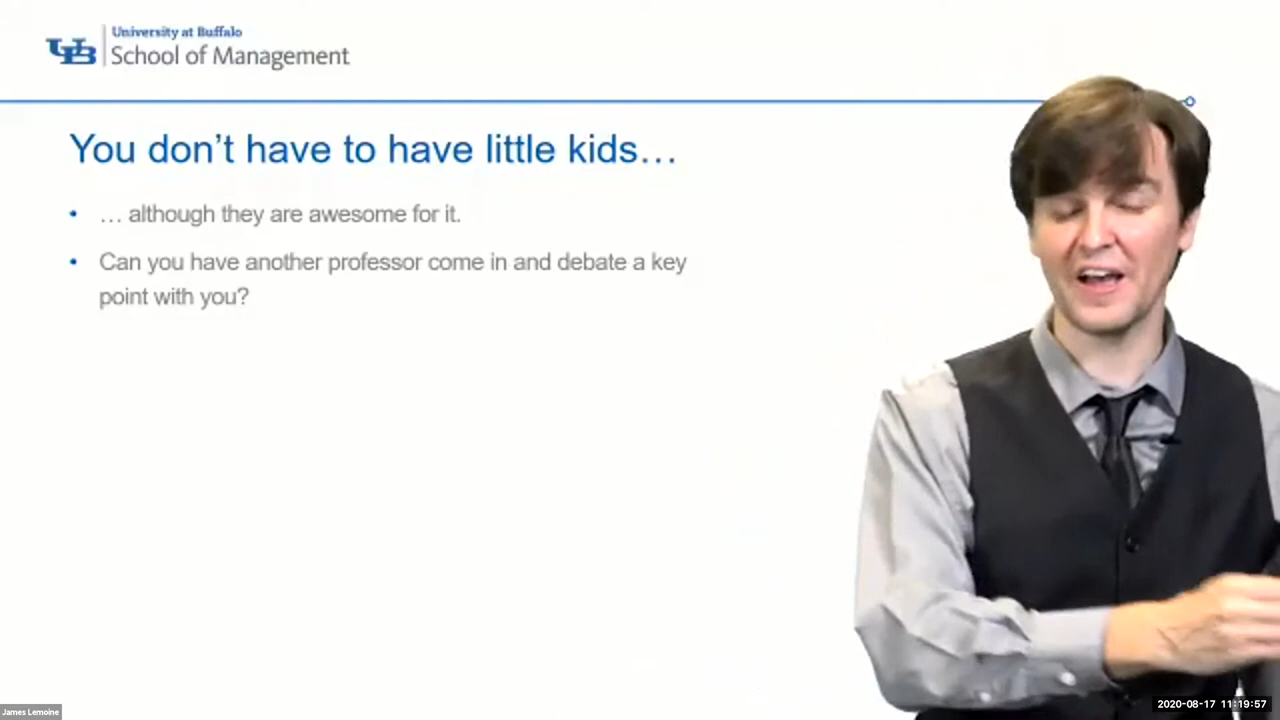 University at Buffalo
UB School of Management
You don't have to have little kids…
• … although they are awesome for it.
• Can you have another professor come in and debate a key
point with you?
James Lemoine
2020-08-17 11:19:57